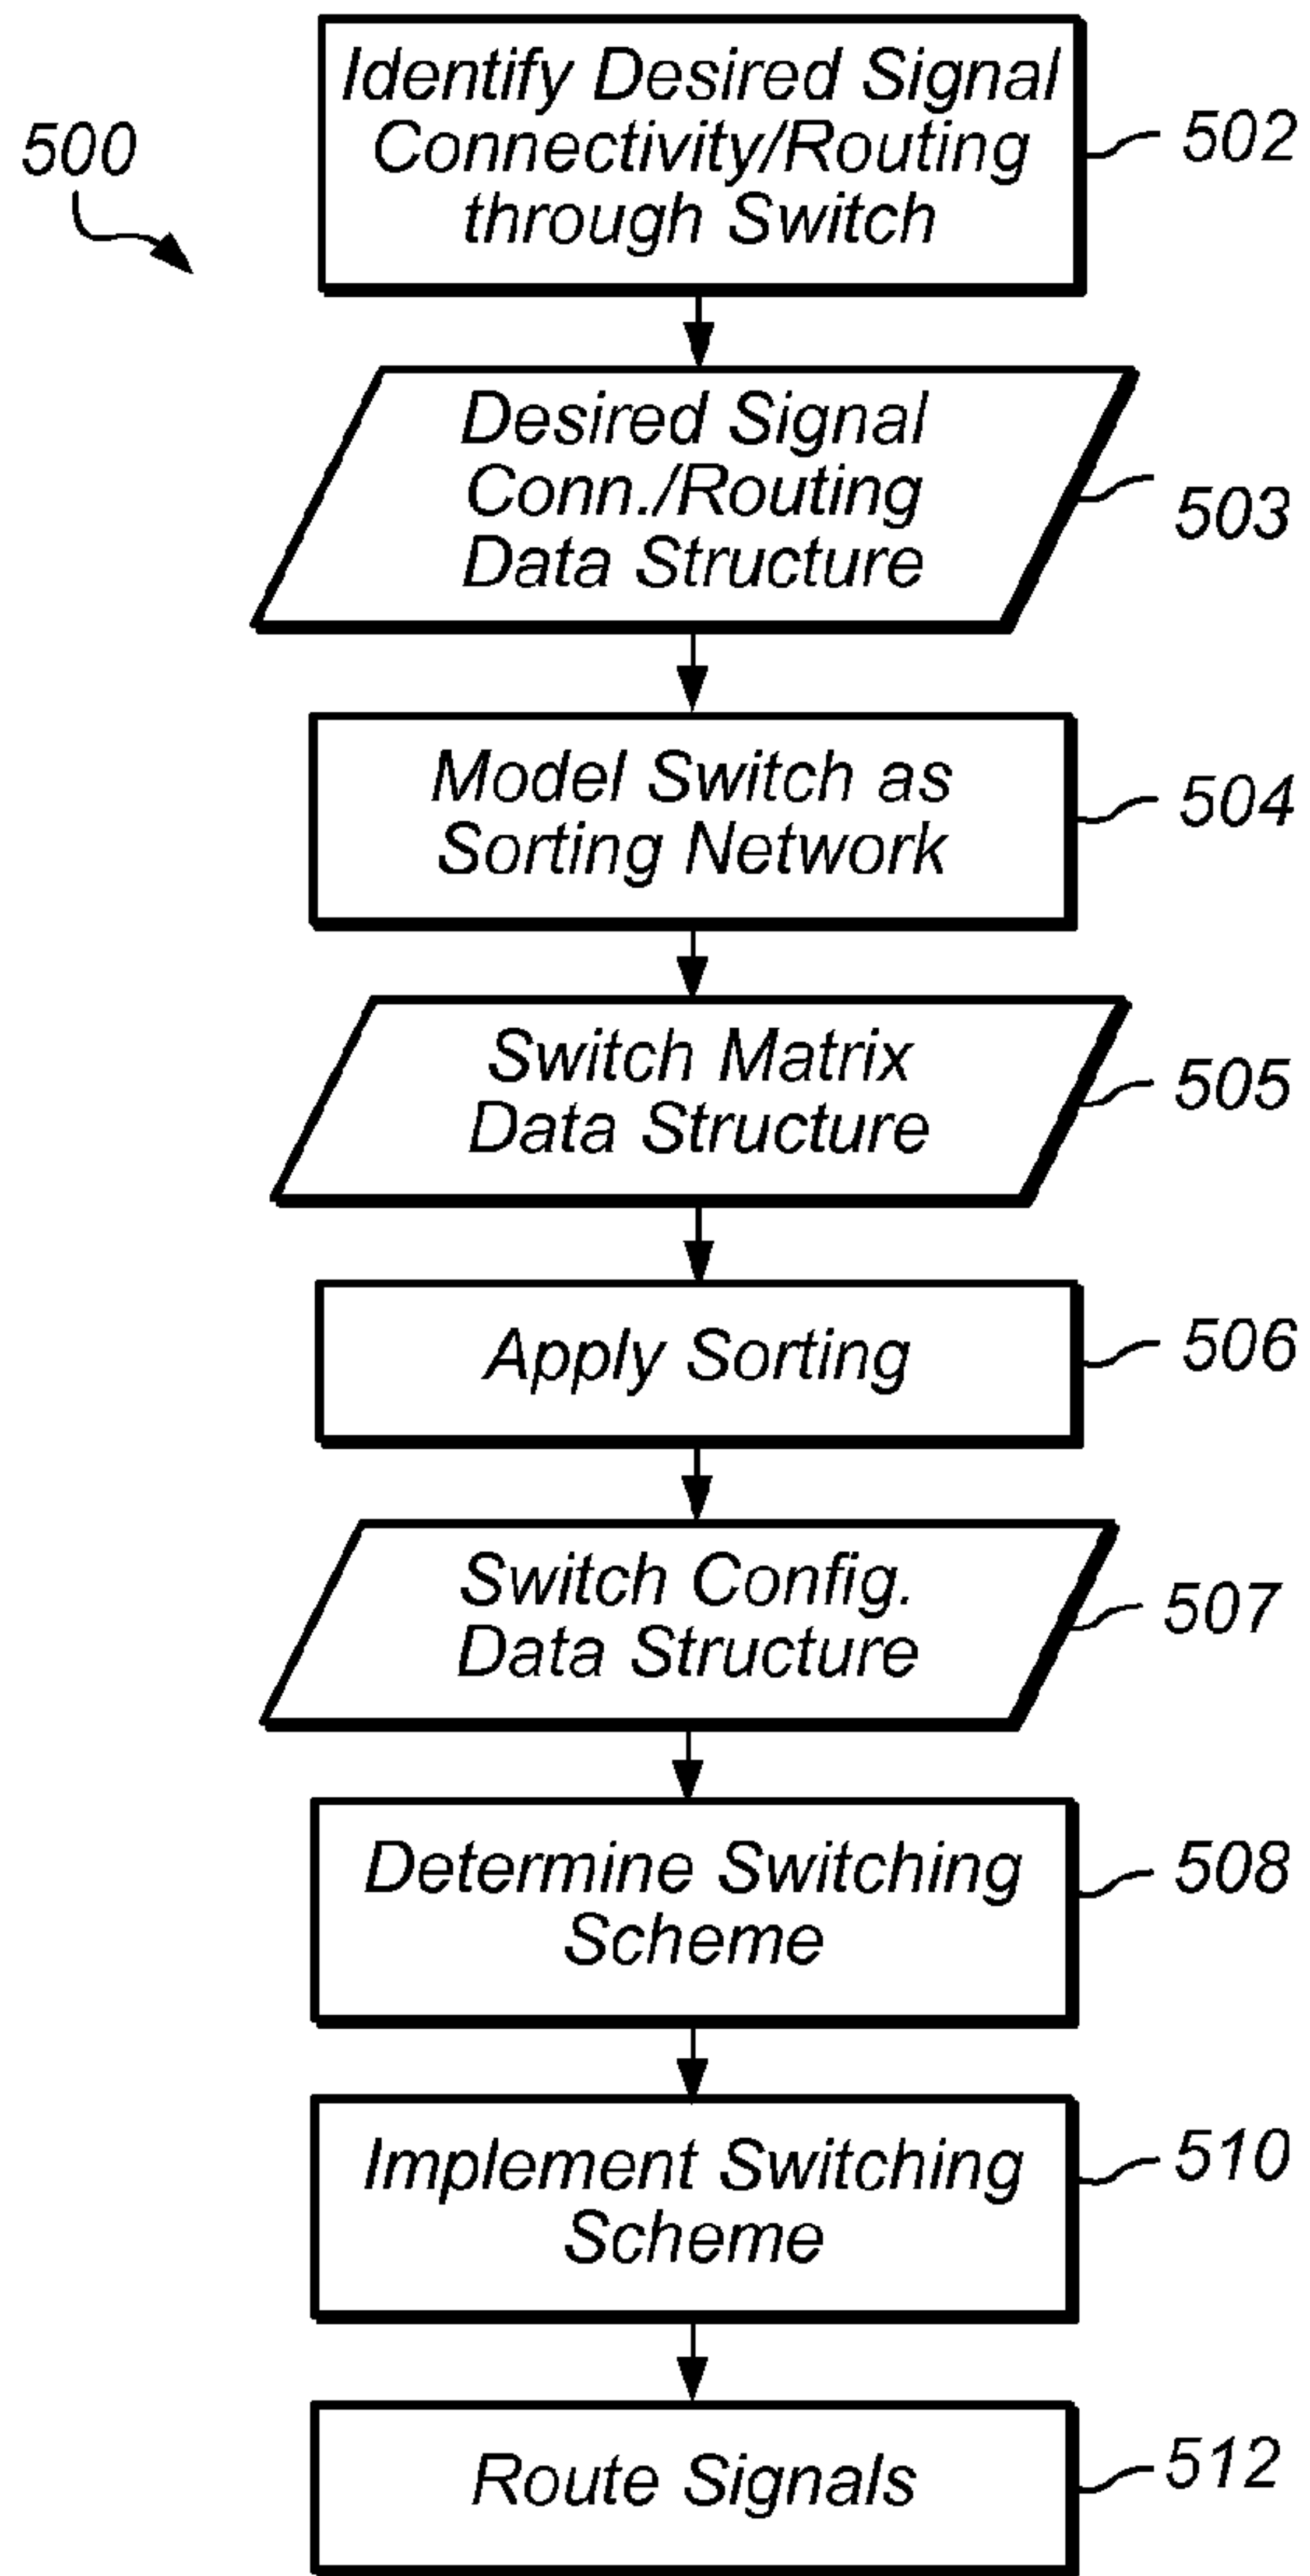 500
Identify Desired Signal
Connectivity/Routing
through Switch
502
Desired Signal
Conn./Routing
Data Structure
503
Model Switch as
Sorting Network
504
Switch Matrix
Data Structure
505
Apply Sorting
506
Switch Config.
Data Structure
507
Determine Switching
Scheme
508
Implement Switching
Scheme
510
Route Signals
512